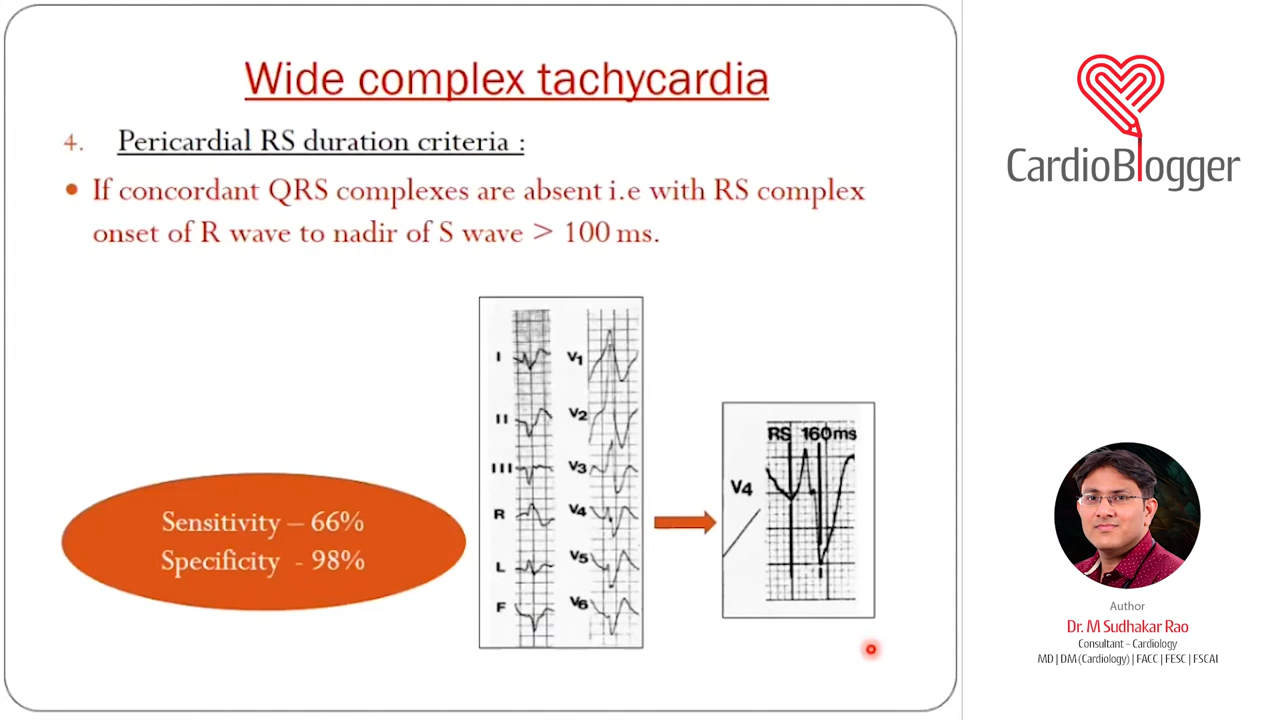 Wide complex tachycardia
4. Pericardial RS duration criteria :
• If concordant QRS complexes are absent i.e with RS complex
onset of R wave to nadir of S wave > 100 ms.
Sensitivity – 66%
Specificity - 98%
I V1
II V2
III V3
R V4
L V5
F V6
RS 160ms
V4
CardioBlogger
Author
Dr. M Sudhakar Rao
Consultant – Cardiology
MD | DM (Cardiology) | FACC | FESC | FSCAI